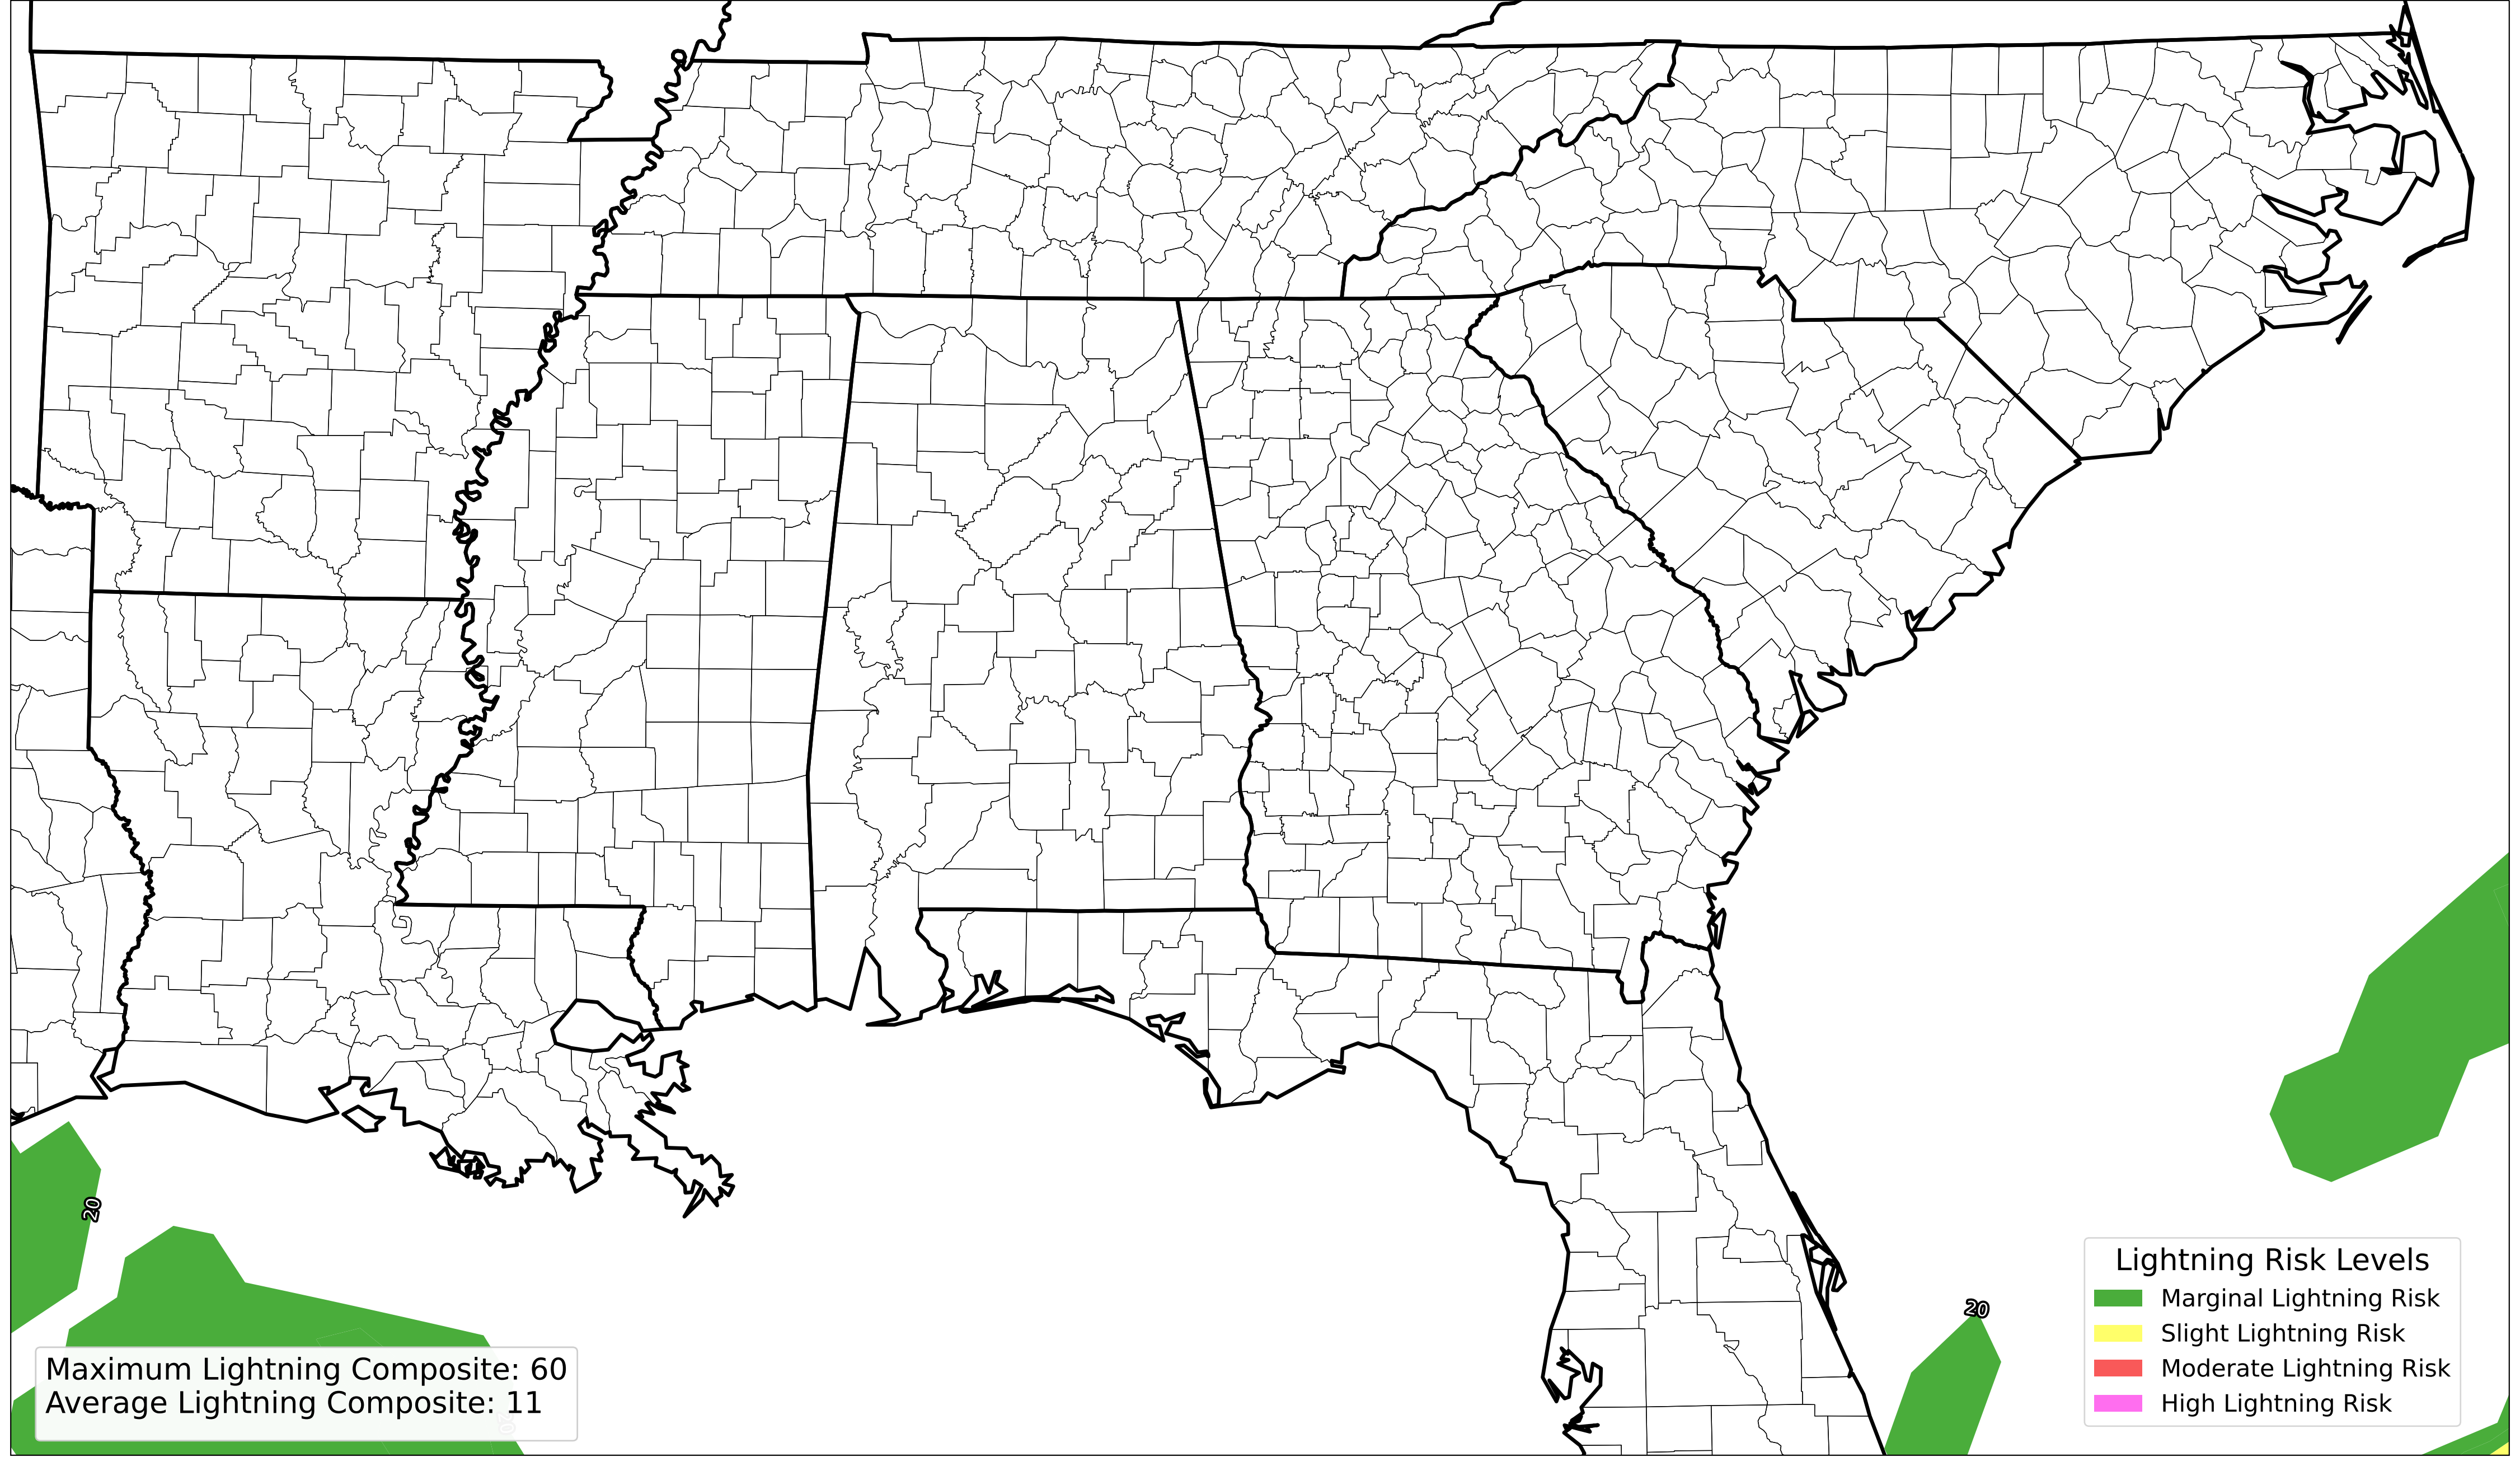 20
20
Lightning Risk Levels
Marginal Lightning Risk
Slight Lightning Risk
Moderate Lightning Risk
High Lightning Risk
Maximum Lightning Composite: 60
Average Lightning Composite: 11